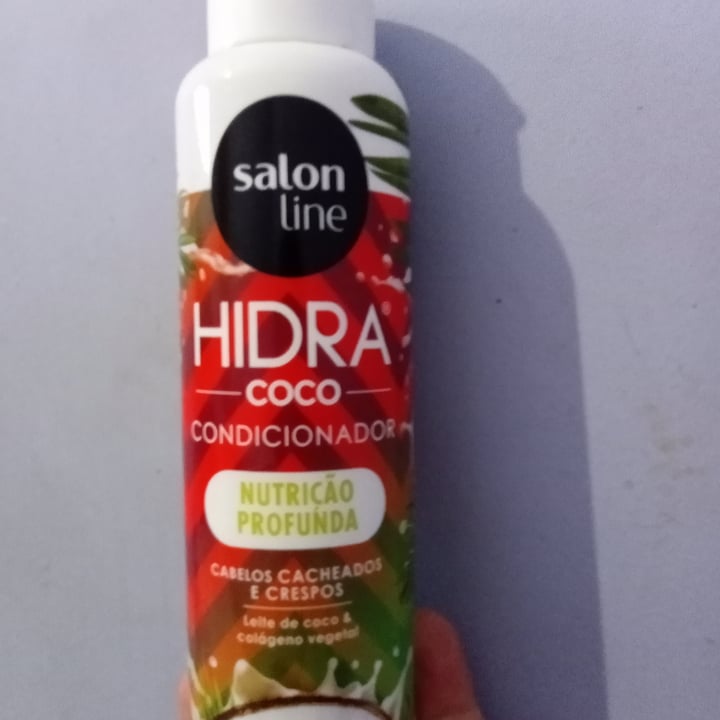 salon
line
HIDRA®
COCO
CONDICIONADOR
NUTRIÇÃO
PROFUNDA
CABELOS CACHEADOS
E CRESPOS
Leite de coco &
colágeno vegetal